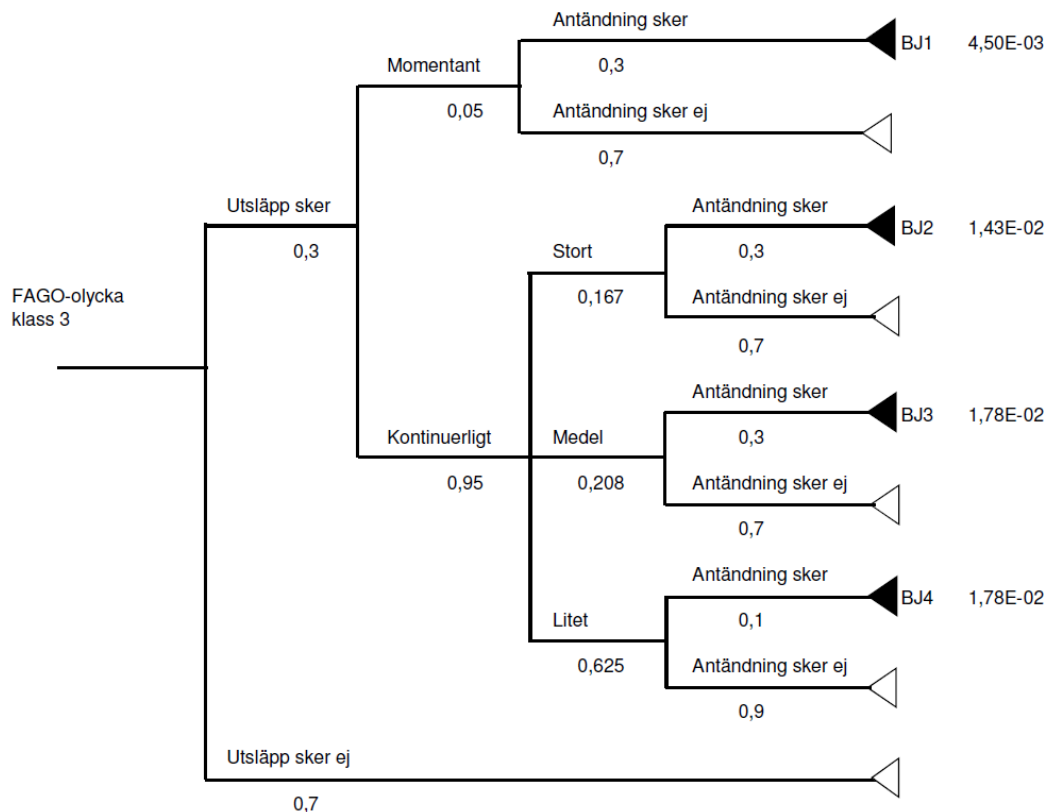 Antändning sker
BJ1 4,50E-03
0,3
Momentant
0,05
Antändning sker ej
0,7
Utsläpp sker
0,3
Antändning sker
BJ2 1,43E-02
0,3
Stort
0,167
Antändning sker ej
0,7
FAGO-olycka
klass 3
Antändning sker
BJ3 1,78E-02
0,3
Kontinuerligt
0,95
Medel
0,208
Antändning sker ej
0,7
Antändning sker
BJ4 1,78E-02
0,1
Litet
0,625
Antändning sker ej
0,9
Utsläpp sker ej
0,7